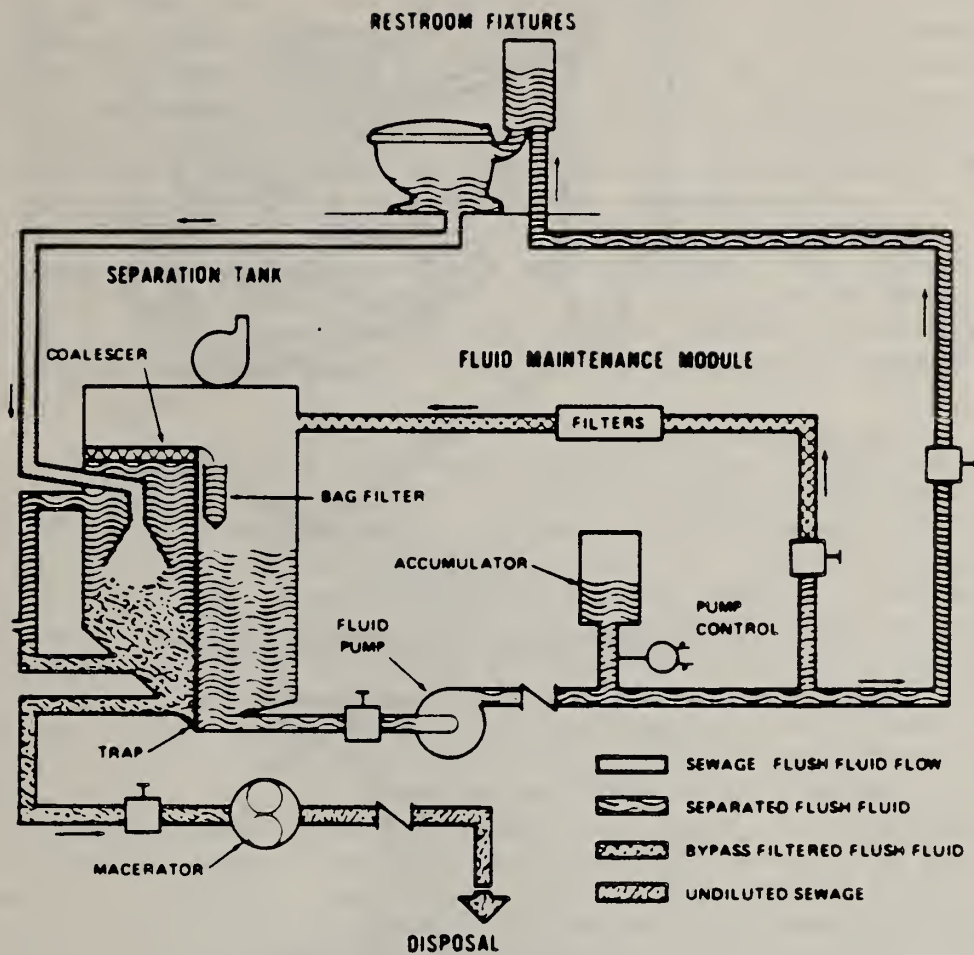 RESTROOM FIXTURES
SEPARATION TANK
COALESCER
FLUID MAINTENANCE MODULE
FILTERS
BAG FILTER
ACCUMULATOR
PUMP
CONTROL
FLUID
PUMP
TRAP
SEWAGE FLUSH FLUID FLOW
SEPARATED FLUSH FLUID
BYPASS FILTERED FLUSH FLUID
UNDILUTED SEWAGE
MACERATOR
DISPOSAL